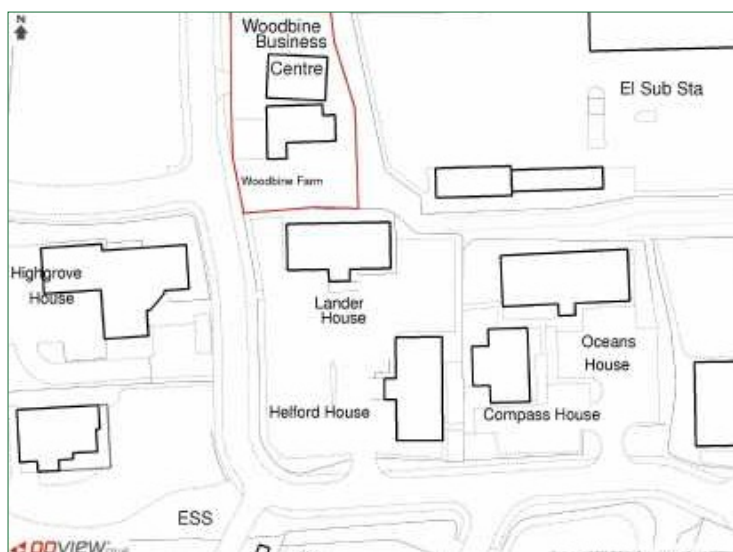 N
Woodbine
Business
Centre
El Sub Sta
Woodbine Farm
Highgrove
House
Lander
House
Oceans
House
Helford House
Compass House
ESS